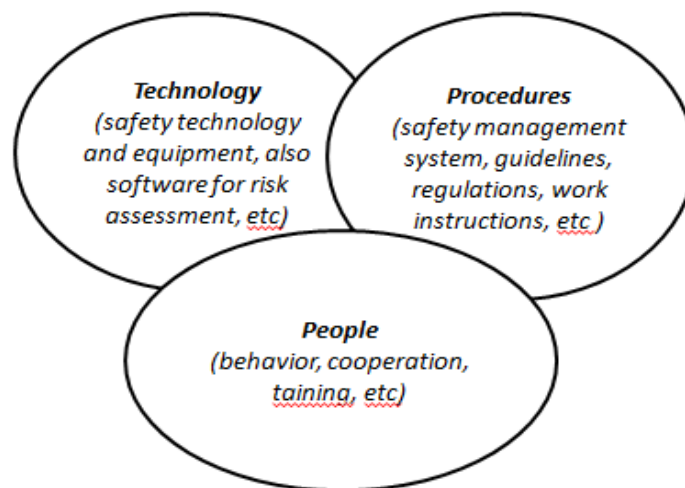 Technology
(safety technology
and equipment, also
software for risk
assessment, etc)
Procedures
(safety management
system, guidelines,
regulations, work
instructions, etc )
People
(behavior, cooperation,
taining, etc)